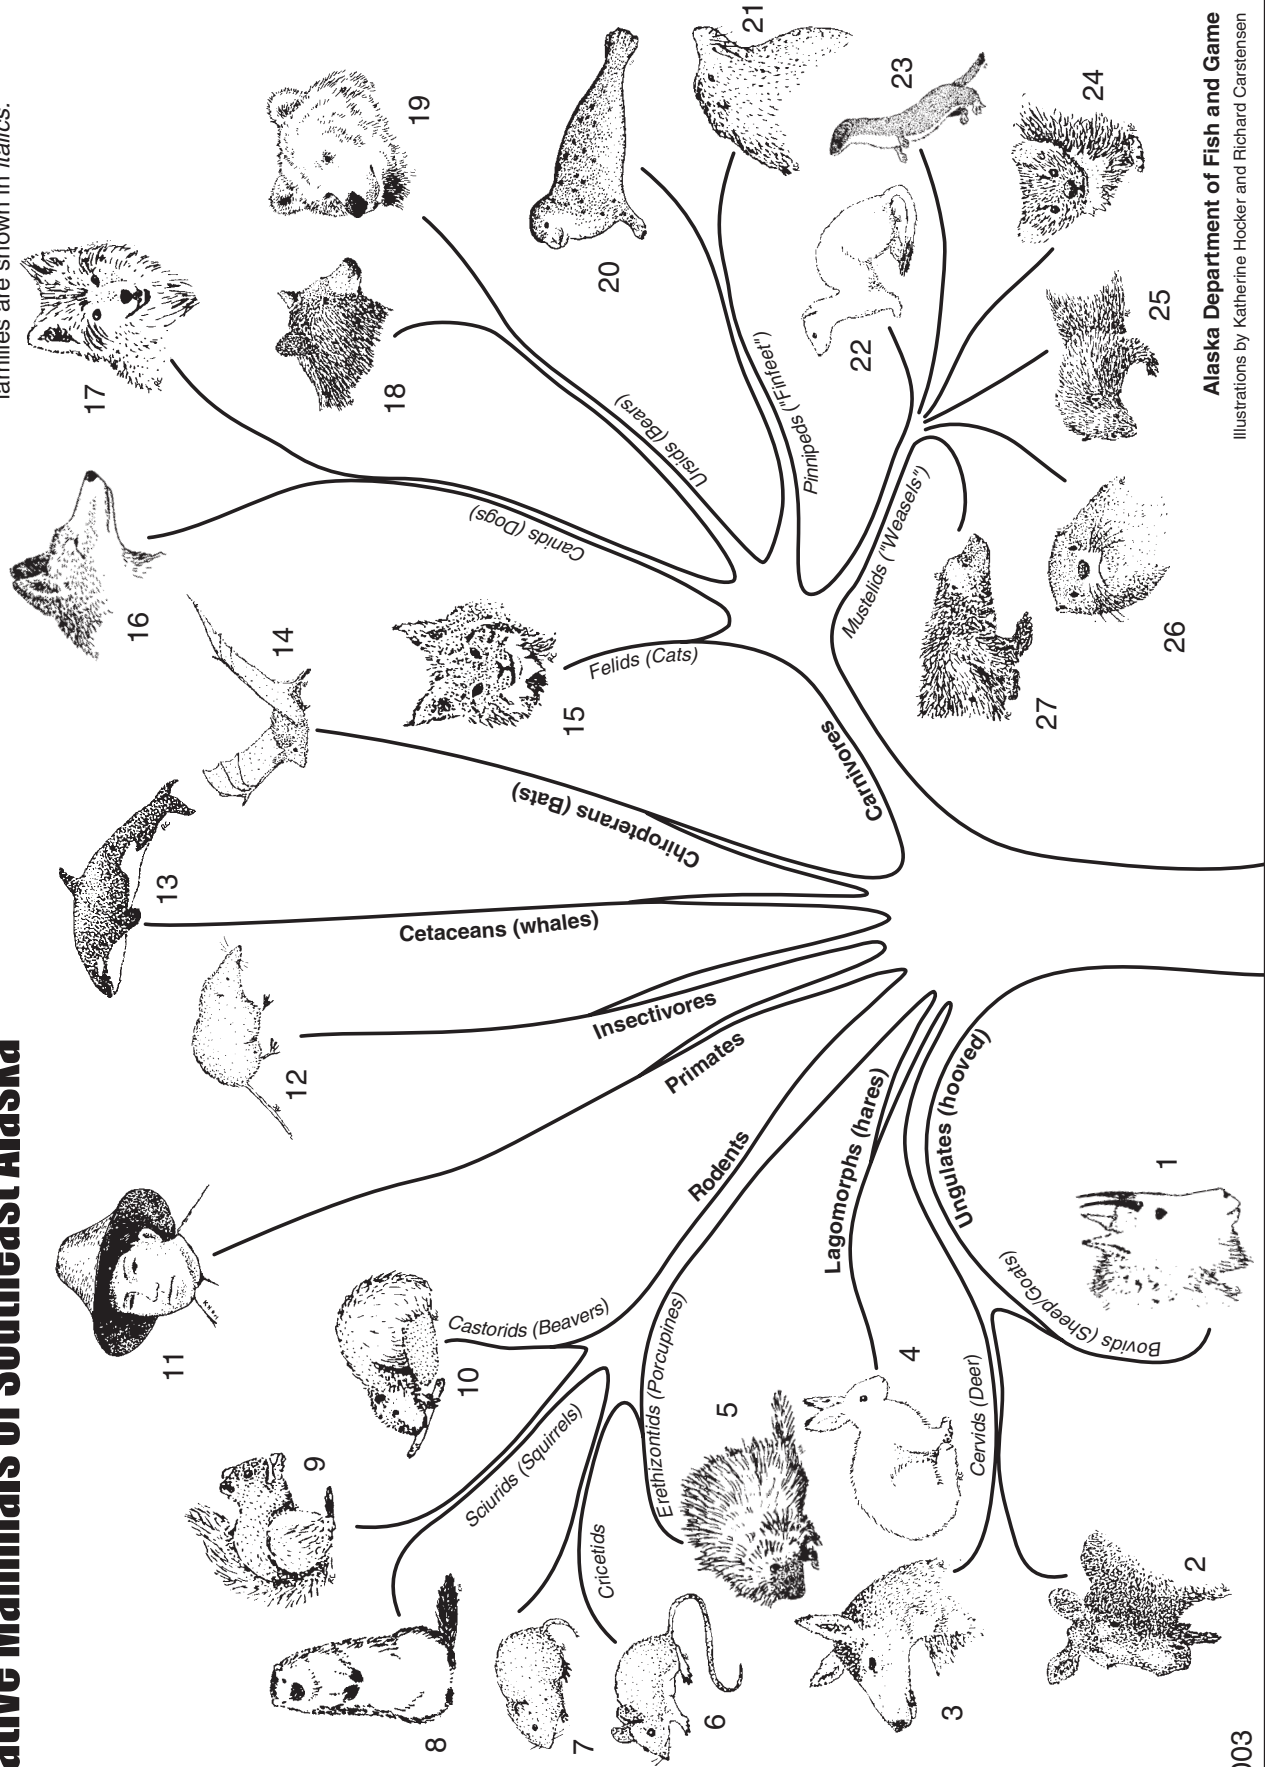 ative Mammals of Southeast Alaska
families are shown in italics.
1
2
3
4
5
6
7
8
9
10
11
12
13
14
15
16
17
18
19
20
21
22
23
24
25
26
27
Ungulates (hooved)
Bovids (Sheep/Goats)
Cervids (Deer)
Lagomorphs (hares)
Rodents
Erethizontids (Porcupines)
Cricetids
Sciurids (Squirrels)
Castorids (Beavers)
Primates
Insectivores
Cetaceans (whales)
Chiropterans (Bats)
Carnivores
Felids (Cats)
Canids (Dogs)
Ursids (Bears)
Pinnipeds ("Finfeet")
Mustelids ("Weasels")
003
Alaska Department of Fish and Game
Illustrations by Katherine Hocker and Richard Carstensen